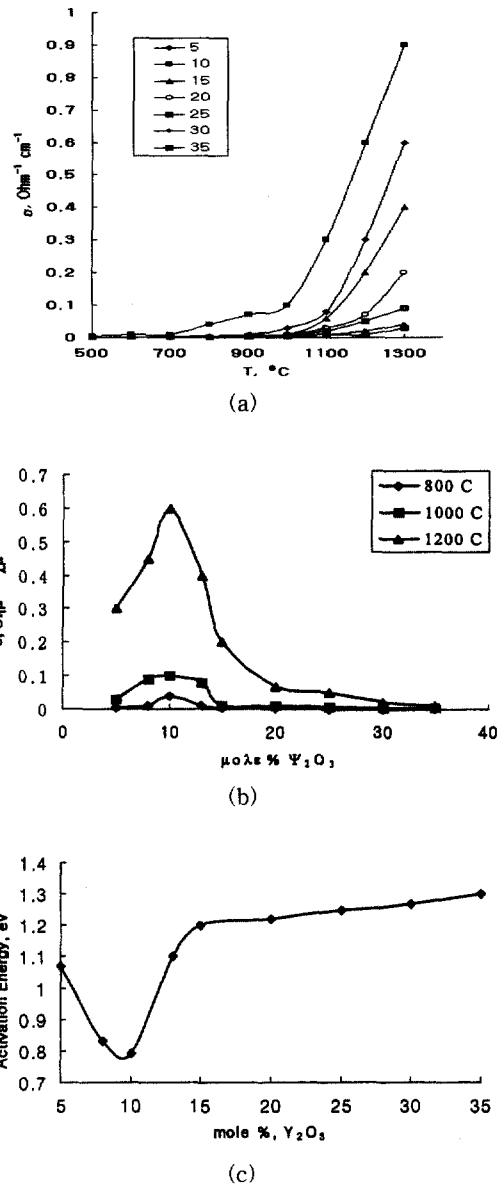 1
0.9
0.8
0.7
0.6
0.5
0.4
0.3
0.2
0.1
0
5
10
15
20
25
30
35
σ, Ohm⁻¹ cm⁻¹
500 700 900 1100 1300
T, °C
(a)
0.7
0.6
0.5
0.4
0.3
0.2
0.1
0
800 C
1000 C
1200 C
0 10 20 30 40
μολε % Ψ₂O₃
(b)
1.4
1.3
1.2
1.1
1
0.9
0.8
0.7
Activation Energy, ev
5 10 15 20 25 30 35
mole %, Y₂O₃
(c)